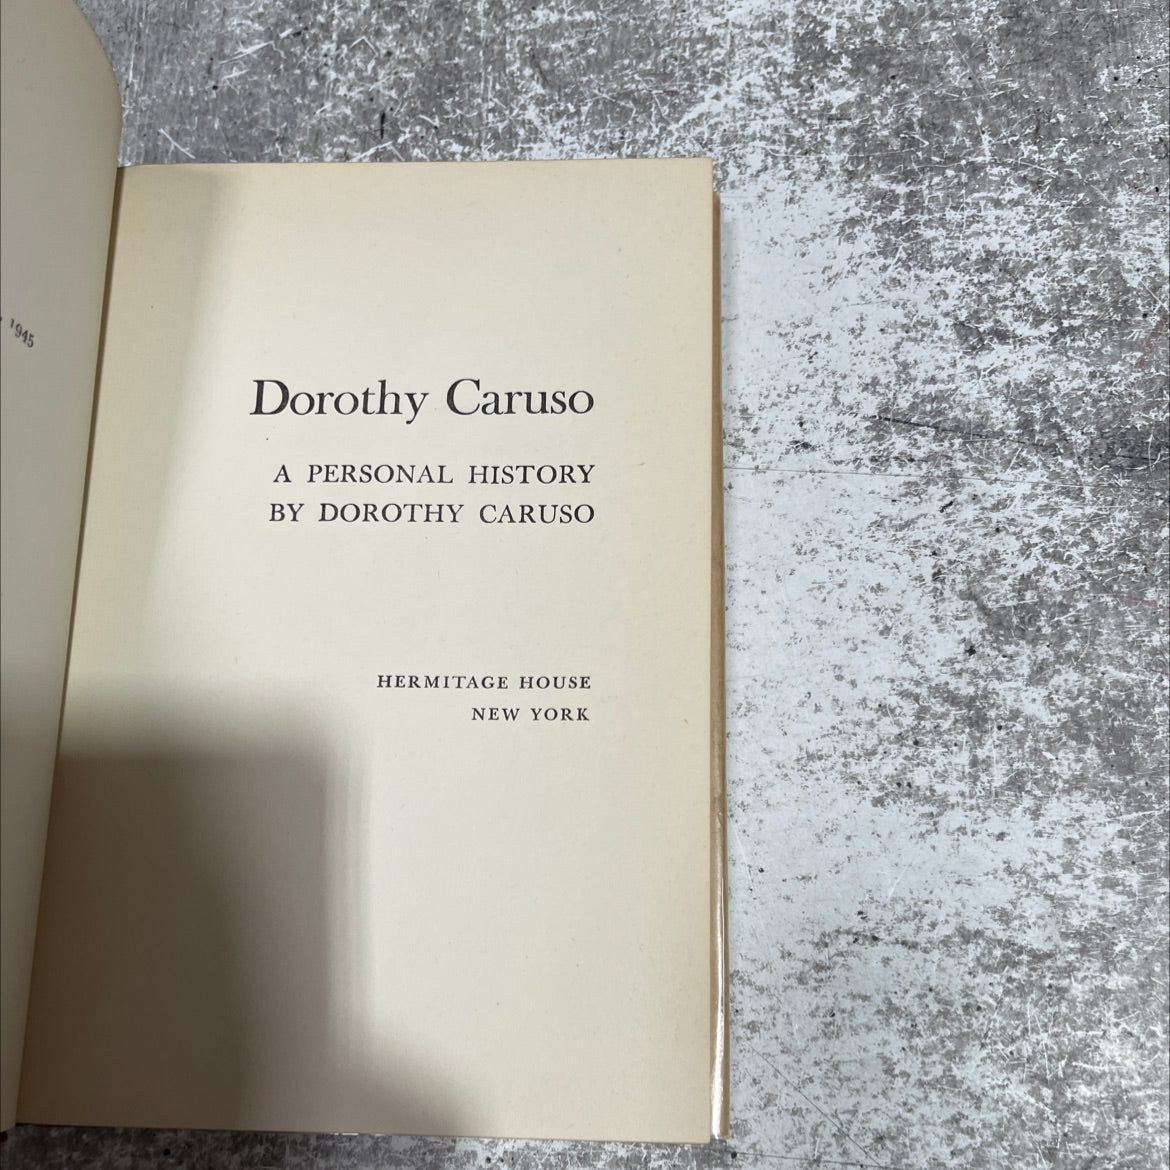 1945
Dorothy Caruso
A PERSONAL HISTORY
BY DOROTHY CARUSO
HERMITAGE HOUSE
NEW YORK